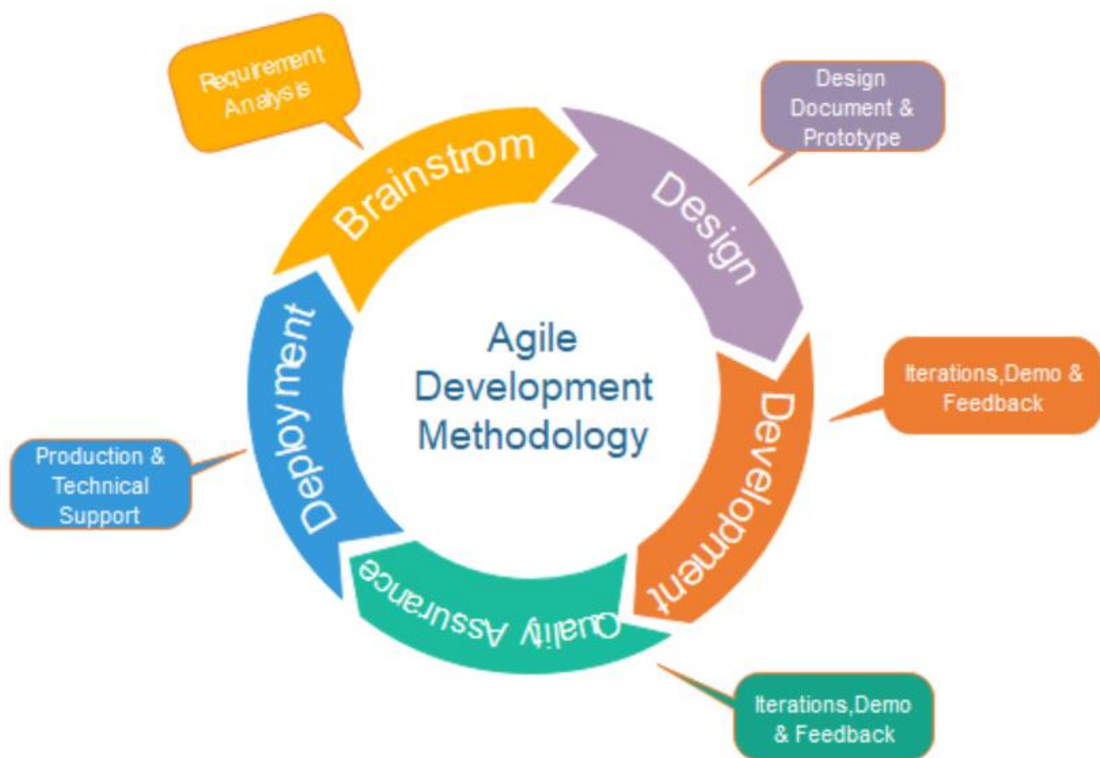 Requirement
Analysis
Brainstrom
Design
Document &
Prototype
Design
Agile
Development
Methodology
Iterations,Demo &
Feedback
Development
Deployment
Production &
Technical
Support
Quality Assurance
Iterations,Demo
& Feedback